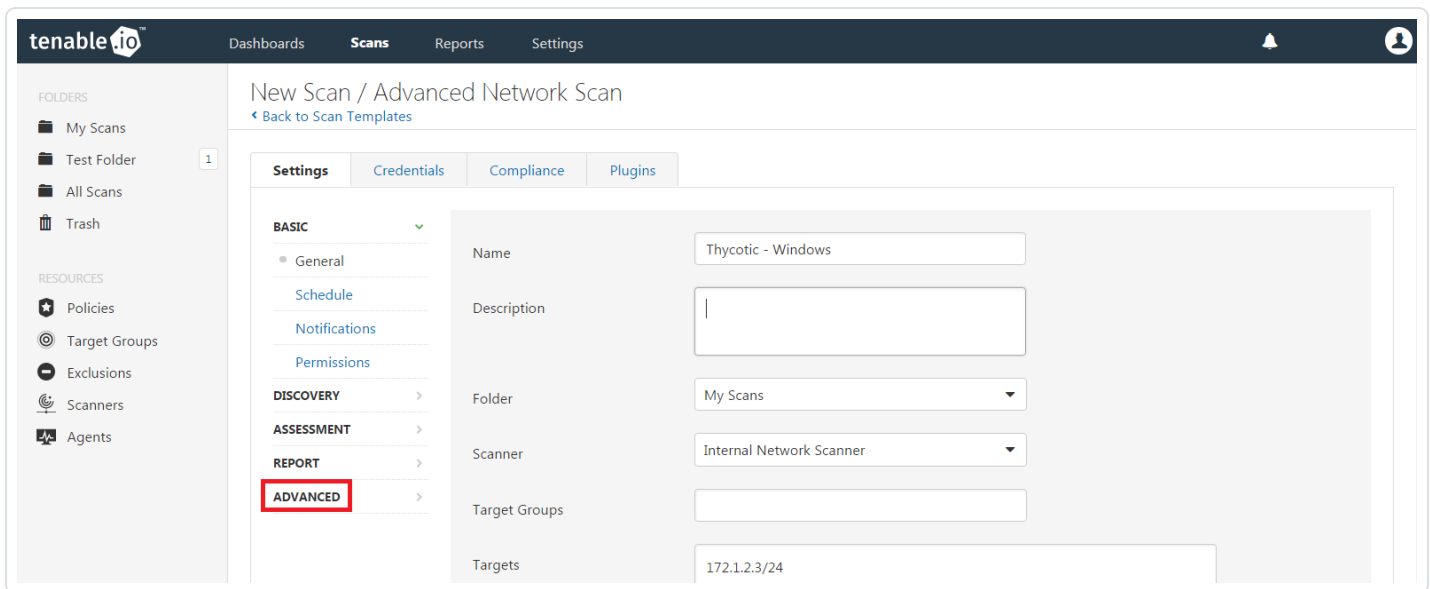 tenable.io™
Dashboards Scans Reports Settings
FOLDERS
My Scans
Test Folder 1
All Scans
Trash
RESOURCES
Policies
Target Groups
Exclusions
Scanners
Agents
New Scan / Advanced Network Scan
Back to Scan Templates
Settings Credentials Compliance Plugins
BASIC
General
Schedule
Notifications
Permissions
DISCOVERY
ASSESSMENT
REPORT
ADVANCED
Name Thycotic - Windows
Description
Folder My Scans
Scanner Internal Network Scanner
Target Groups
Targets 172.1.2.3/24